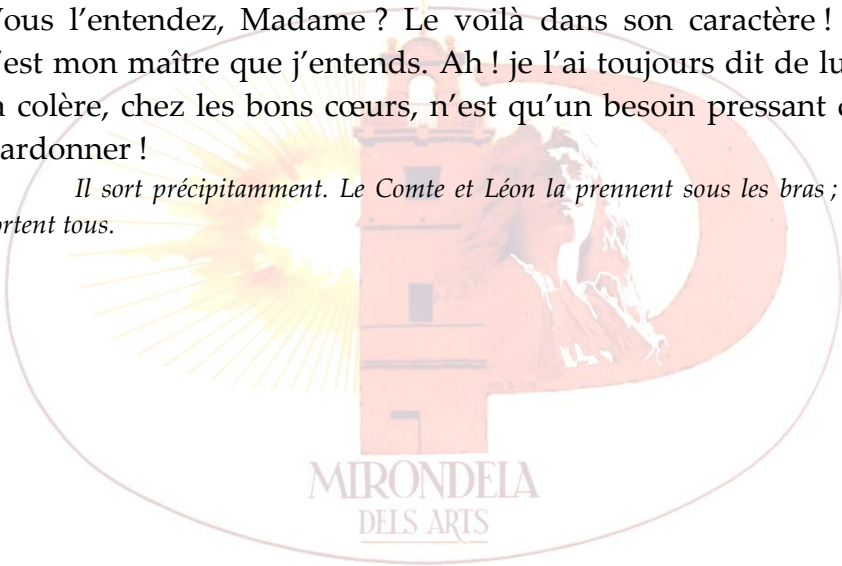 Vous l'entendez, Madame ? Le voilà dans son caractère !
'est mon maître que j'entends. Ah ! je l'ai toujours dit de lu
a colère, chez les bons cœurs, n'est qu'un besoin pressant
ardonner !
Il sort précipitamment. Le Comte et Léon la prennent sous les bras ;
ortent tous.
MIRONDELA
DELS ARTS